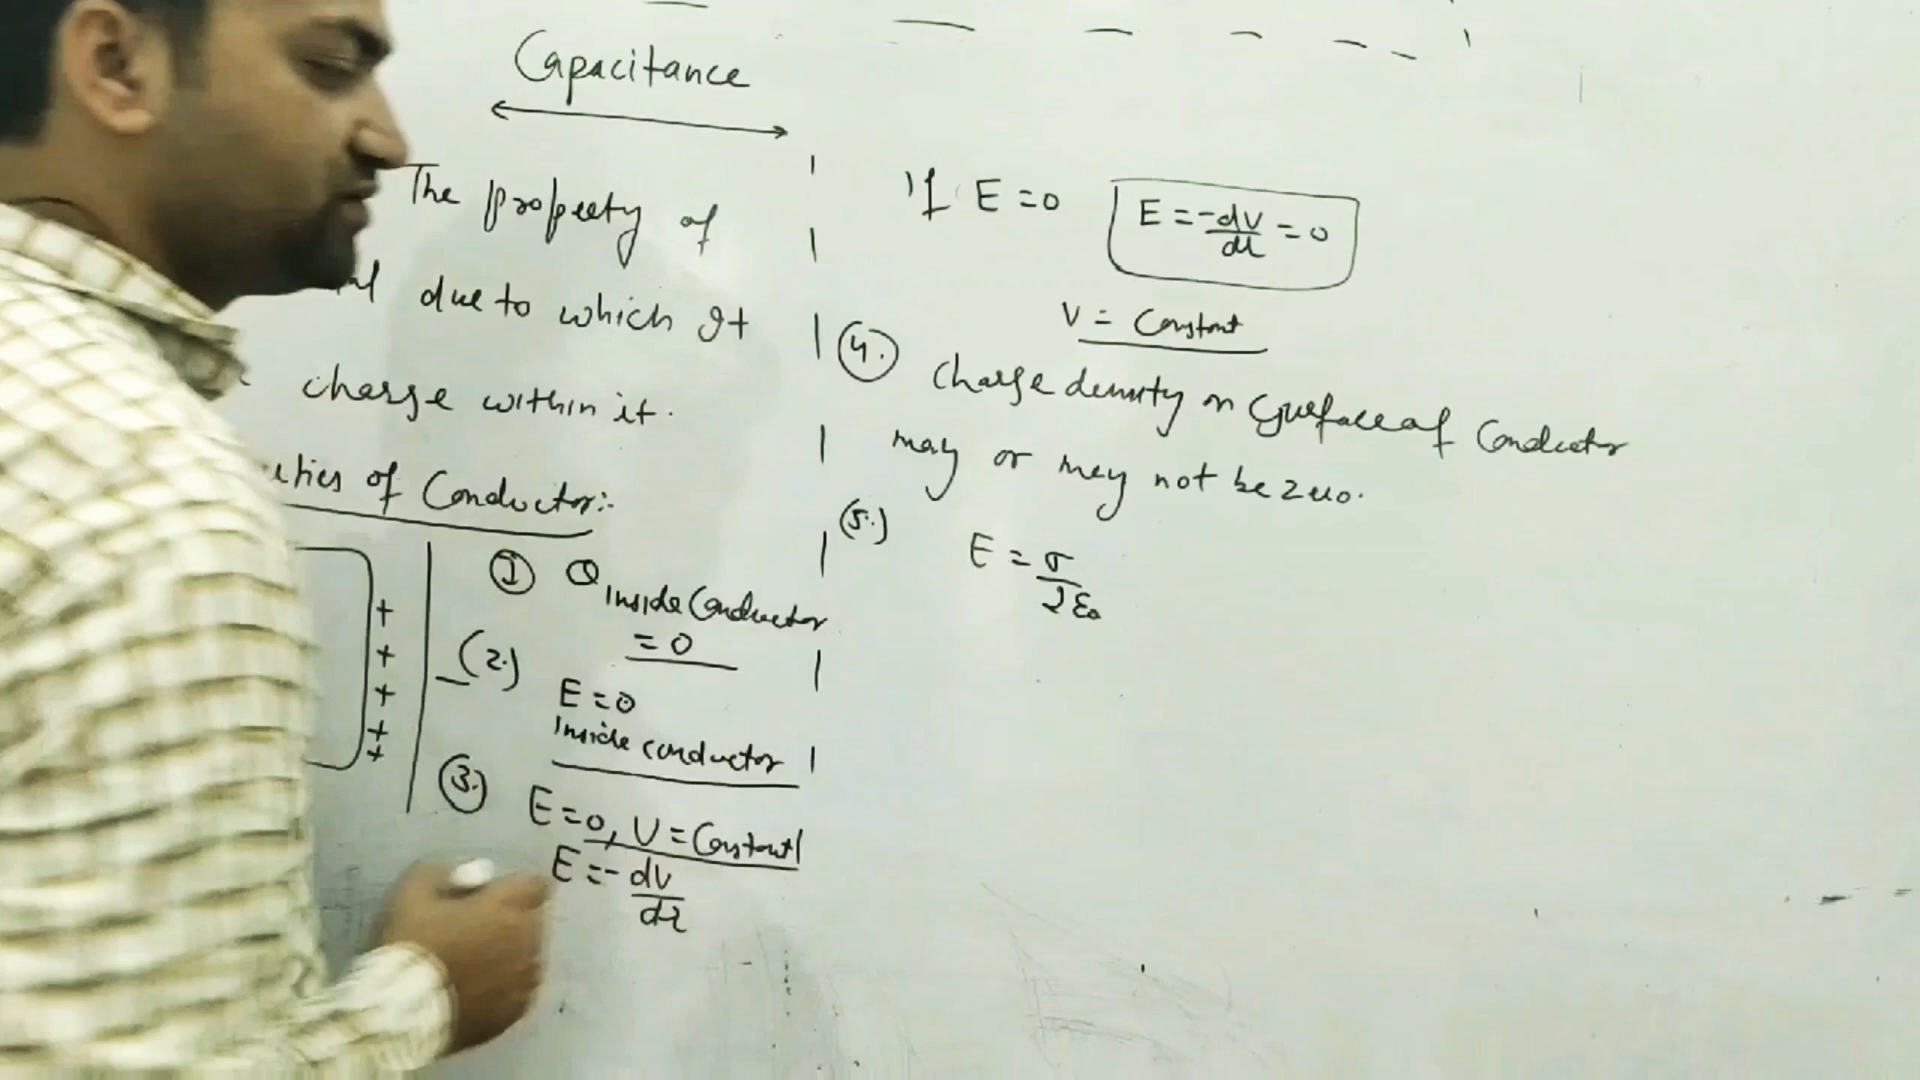 Capacitance
The property of
due to which It
charge within it.
of Conductor:-
① Q inside Conductor
= 0
(2.) E = 0
Inside conductor
③. E = 0, V = Constant
E = - dV/dr
If E = 0 E = -dV/dr = 0
V = Constant
④. Charge density on Surface of Conductor
may or may not be zero.
(5.) E = σ/2ε₀
+
+
+
+
+